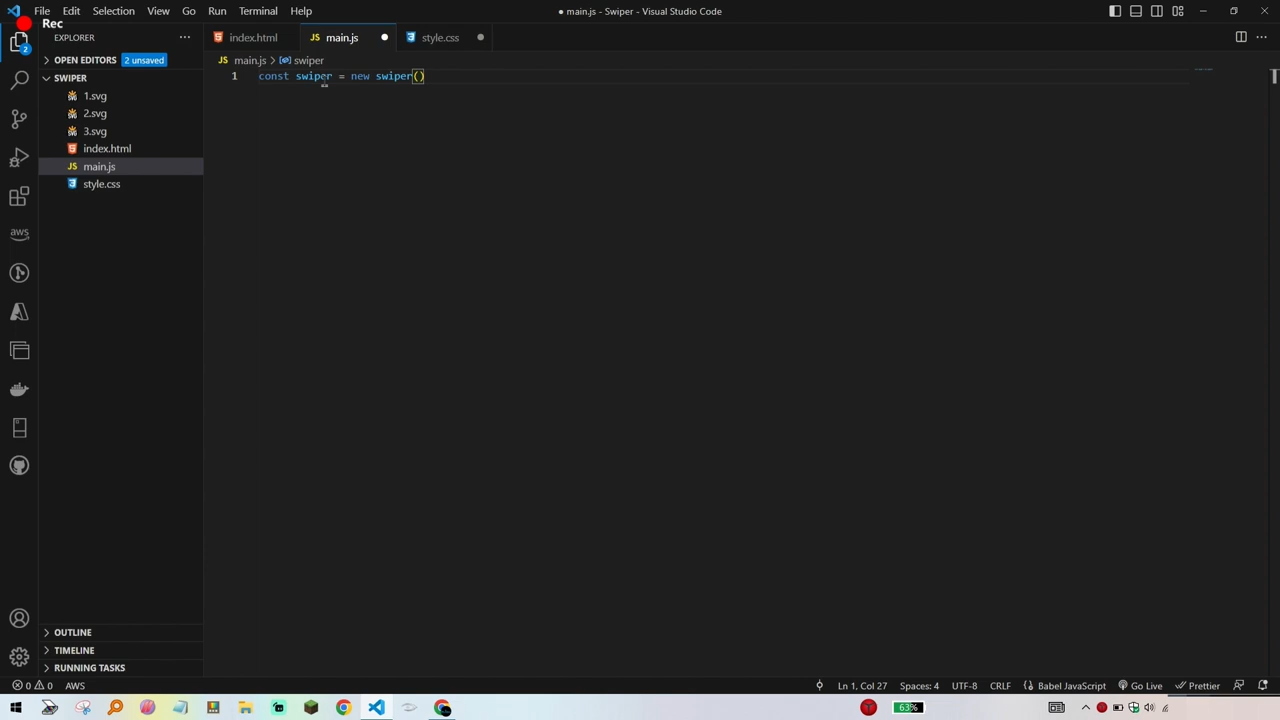 File Edit Selection View Go Run Terminal Help
main.js - Swiper - Visual Studio Code
Rec
EXPLORER
index.html
main.js
style.css
OPEN EDITORS 2 unsaved
main.js > swiper
SWIPER
1 const swiper = new swiper()
1.svg
2.svg
3.svg
index.html
JS main.js
style.css
aws
OUTLINE
TIMELINE
RUNNING TASKS
0 0 AWS
Ln 1, Col 27 Spaces: 4 UTF-8 CRLF Babel JavaScript Go Live Prettier
63%